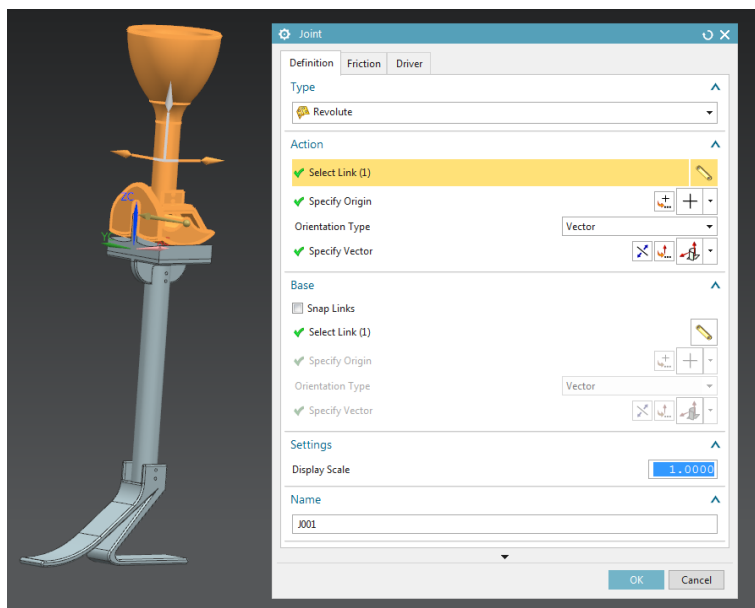 Joint
Definition Friction Driver
Type
Revolute
Action
Select Link (1)
Specify Origin
Orientation Type Vector
Specify Vector
Base
Snap Links
Select Link (1)
Specify Origin
Orientation Type Vector
Specify Vector
Settings
Display Scale 1.0000
Name
J001
OK Cancel
ZC